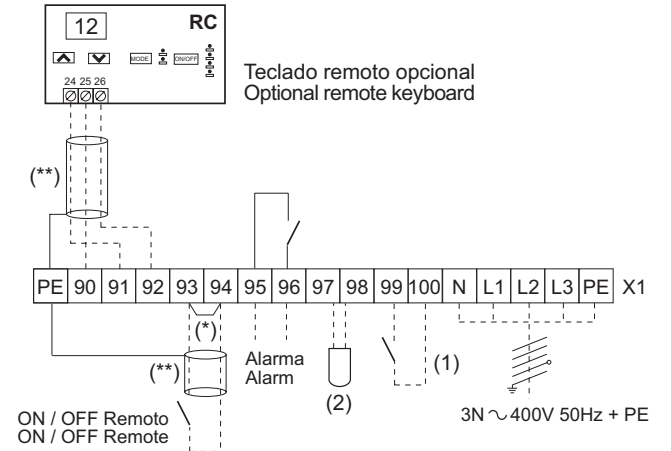 12
RC
MODE
ON/OFF
24 25 26
Teclado remoto opcional
Optional remote keyboard
(**)
PE 90 91 92 93 94 95 96 97 98 99 100 N L1 L2 L3 PE X1
(*)
(**)
Alarma
Alarm
(2)
(1)
ON / OFF Remoto
ON / OFF Remote
3N ~ 400V 50Hz + PE